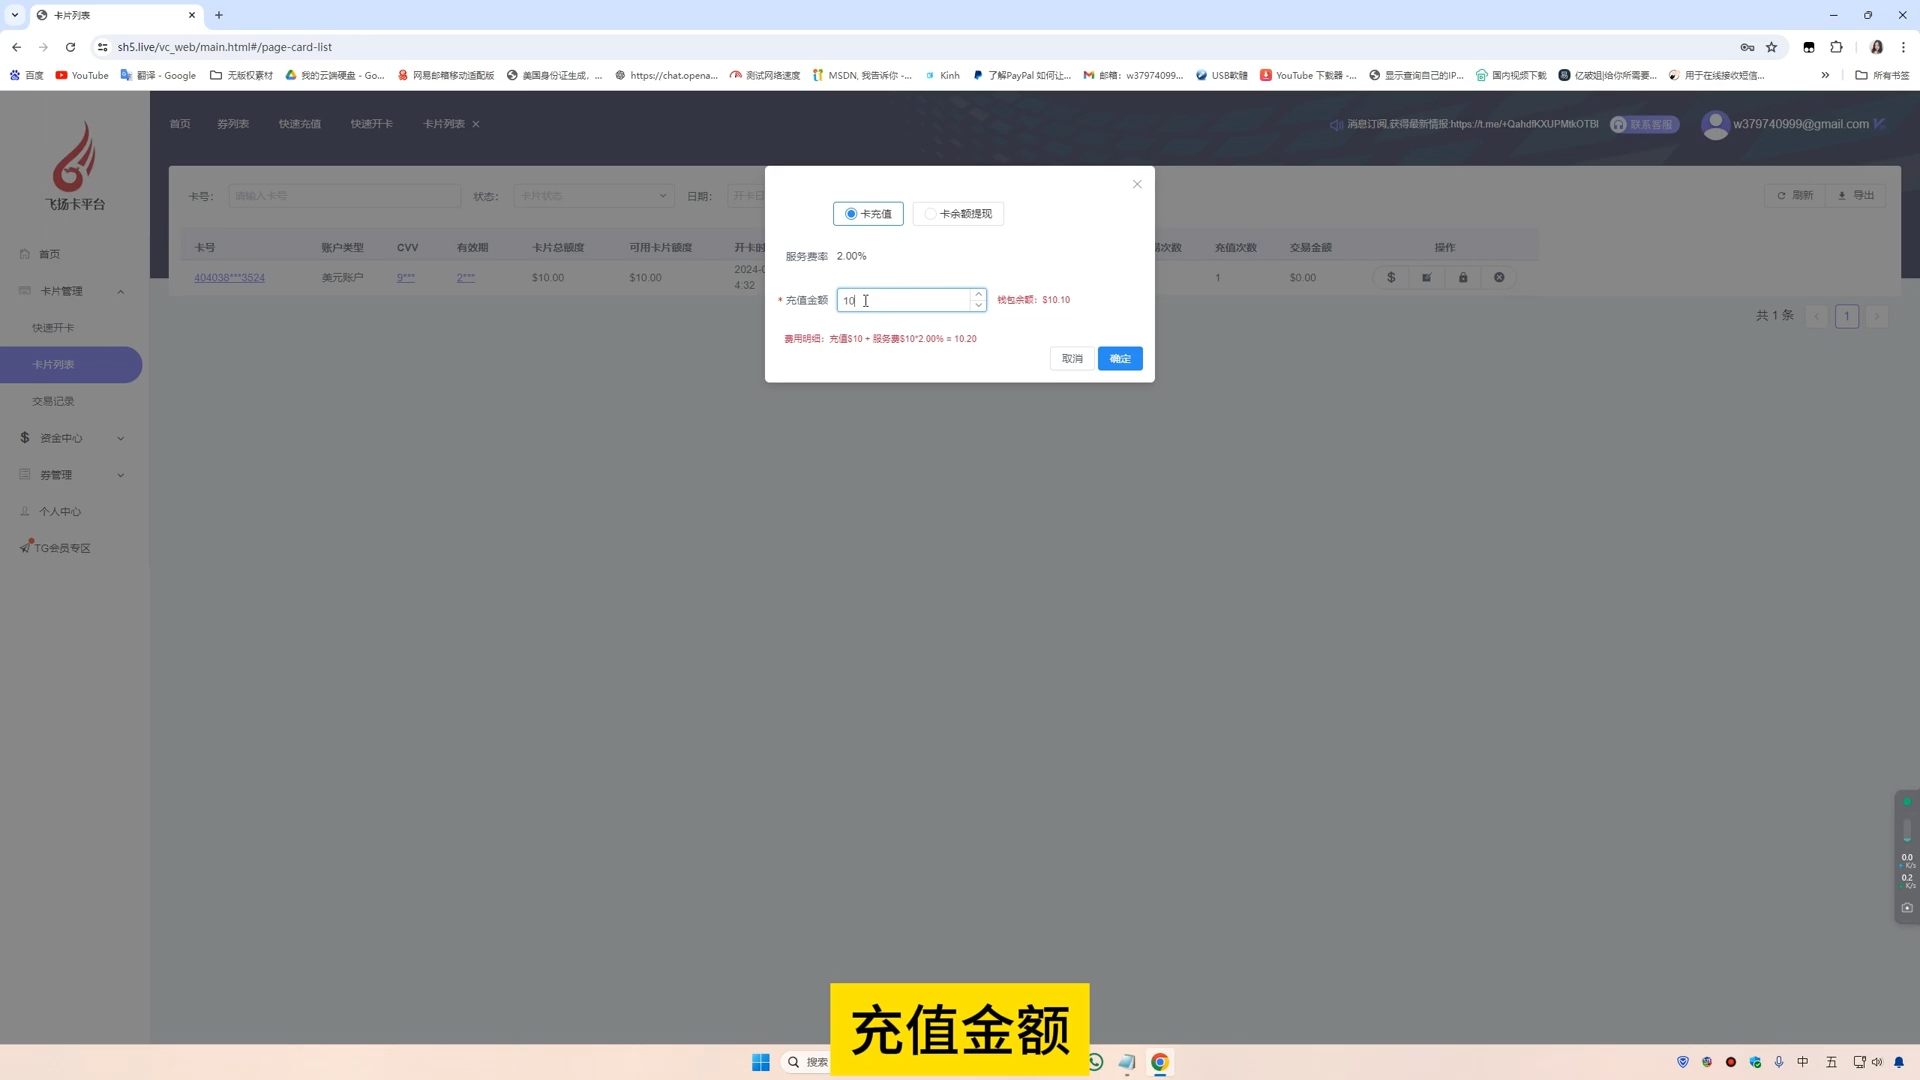 卡片列表
sh5.live/vc_web/main.html#/page-card-list
百度
YouTube
翻译 - Google
无版权素材
我的云端硬盘 - Go...
网易邮箱移动适配版
美国身份证生成，...
https://chat.opena...
测试网络速度
MSDN, 我告诉你 -...
Kinh
了解PayPal 如何让...
邮箱：w37974099...
USB軟體
YouTube 下载器 -...
显示查询自己的IP...
国内视频下载
亿破姐|给你所需要...
用于在线接收短信...
所有书签
飞扬卡平台
首页
券列表
快速充值
快速开卡
卡片列表
消息订阅,获得最新情报:https://t.me/+QahdfKXUPMtkOTBl
联系客服
w379740999@gmail.com
首页
卡片管理
快速开卡
卡片列表
交易记录
资金中心
券管理
个人中心
TG会员专区
卡号：
请输入卡号
状态：
卡片状态
日期：
开卡日
刷新
导出
卡号
账户类型
CVV
有效期
卡片总额度
可用卡片额度
开卡时
易次数
充值次数
交易金额
操作
404038***3524
美元账户
9***
2***
$10.00
$10.00
2024-0
4:32
1
$0.00
共 1 条
1
卡充值
卡余额提现
服务费率 2.00%
* 充值金额
10
钱包余额：$10.10
费用明细：充值$10 + 服务费$10*2.00% = 10.20
取消
确定
0.0
K/s
0.2
K/s
充值金额
搜索
中
五